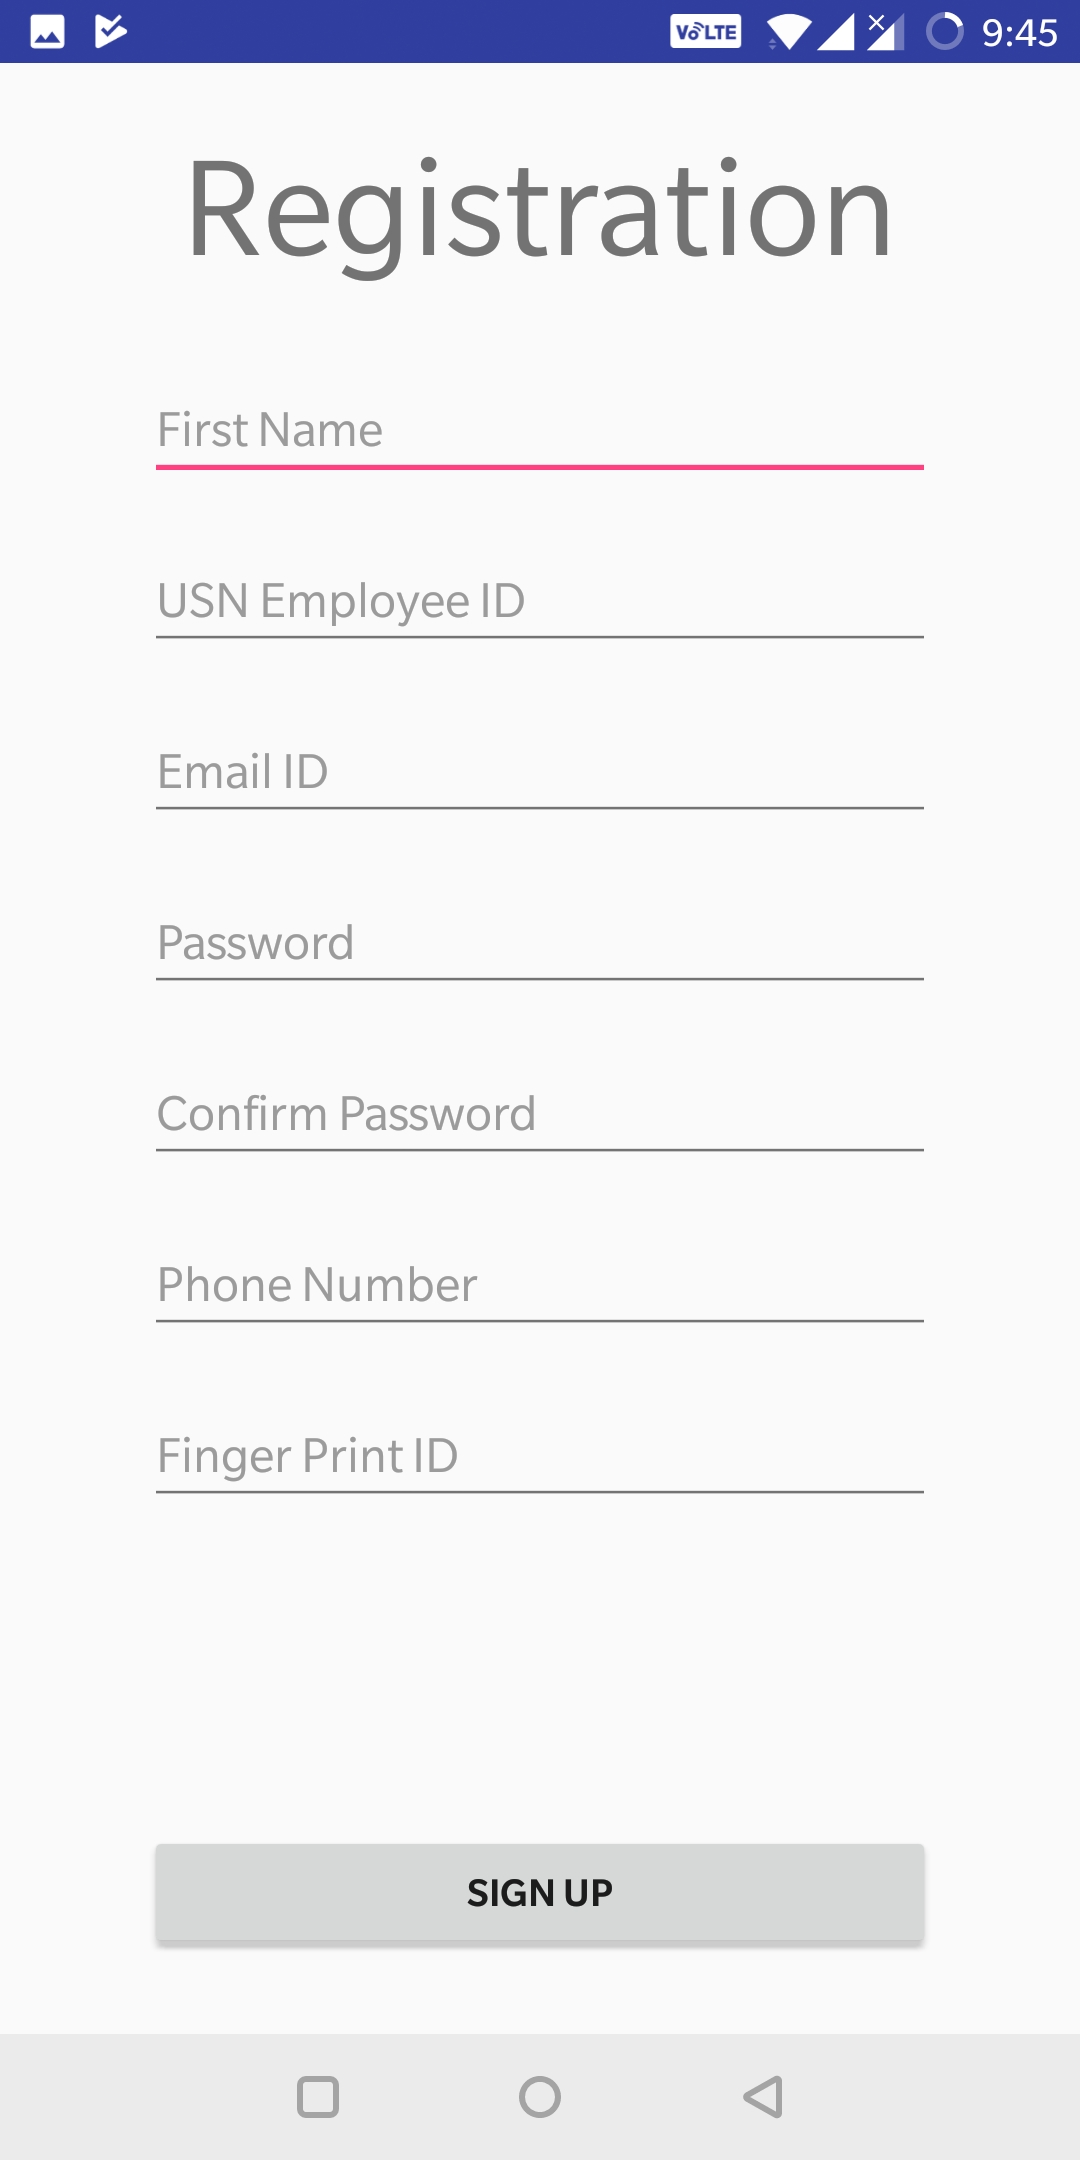 VoLTE 9:45
Registration
First Name
USN Employee ID
Email ID
Password
Confirm Password
Phone Number
Finger Print ID
SIGN UP